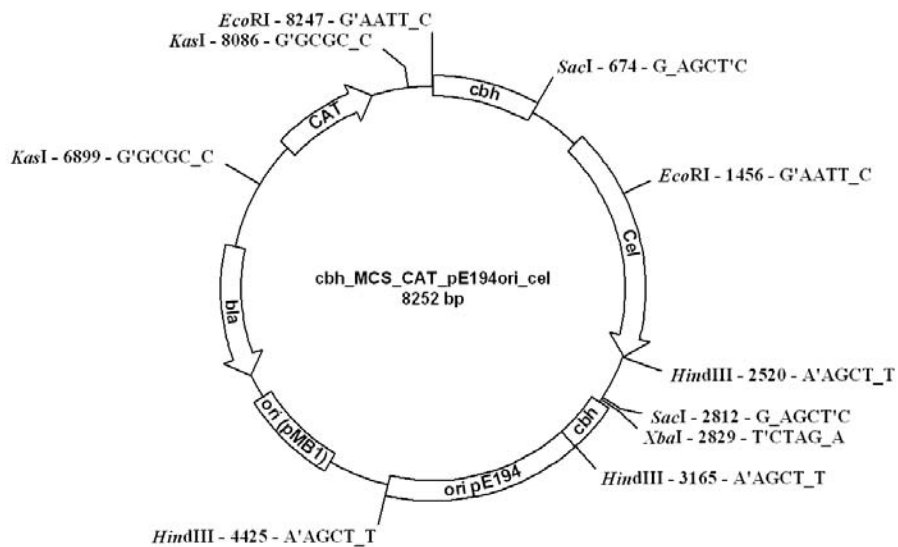 EcoRI - 8247 - G'AATT_C
KasI - 8086 - G'GCGC_C
cbh
SacI - 674 - G_AGCT'C
CAT
KasI - 6899 - G'GCGC_C
EcoRI - 1456 - G'AATT_C
Cel
cbh_MCS_CAT_pE194ori_cel
8252 bp
bla
HindIII - 2520 - A'AGCT_T
SacI - 2812 - G_AGCT'C
XbaI - 2829 - T'CTAG_A
cbh
ori (pMB1)
HindIII - 3165 - A'AGCT_T
ori pE194
HindIII - 4425 - A'AGCT_T